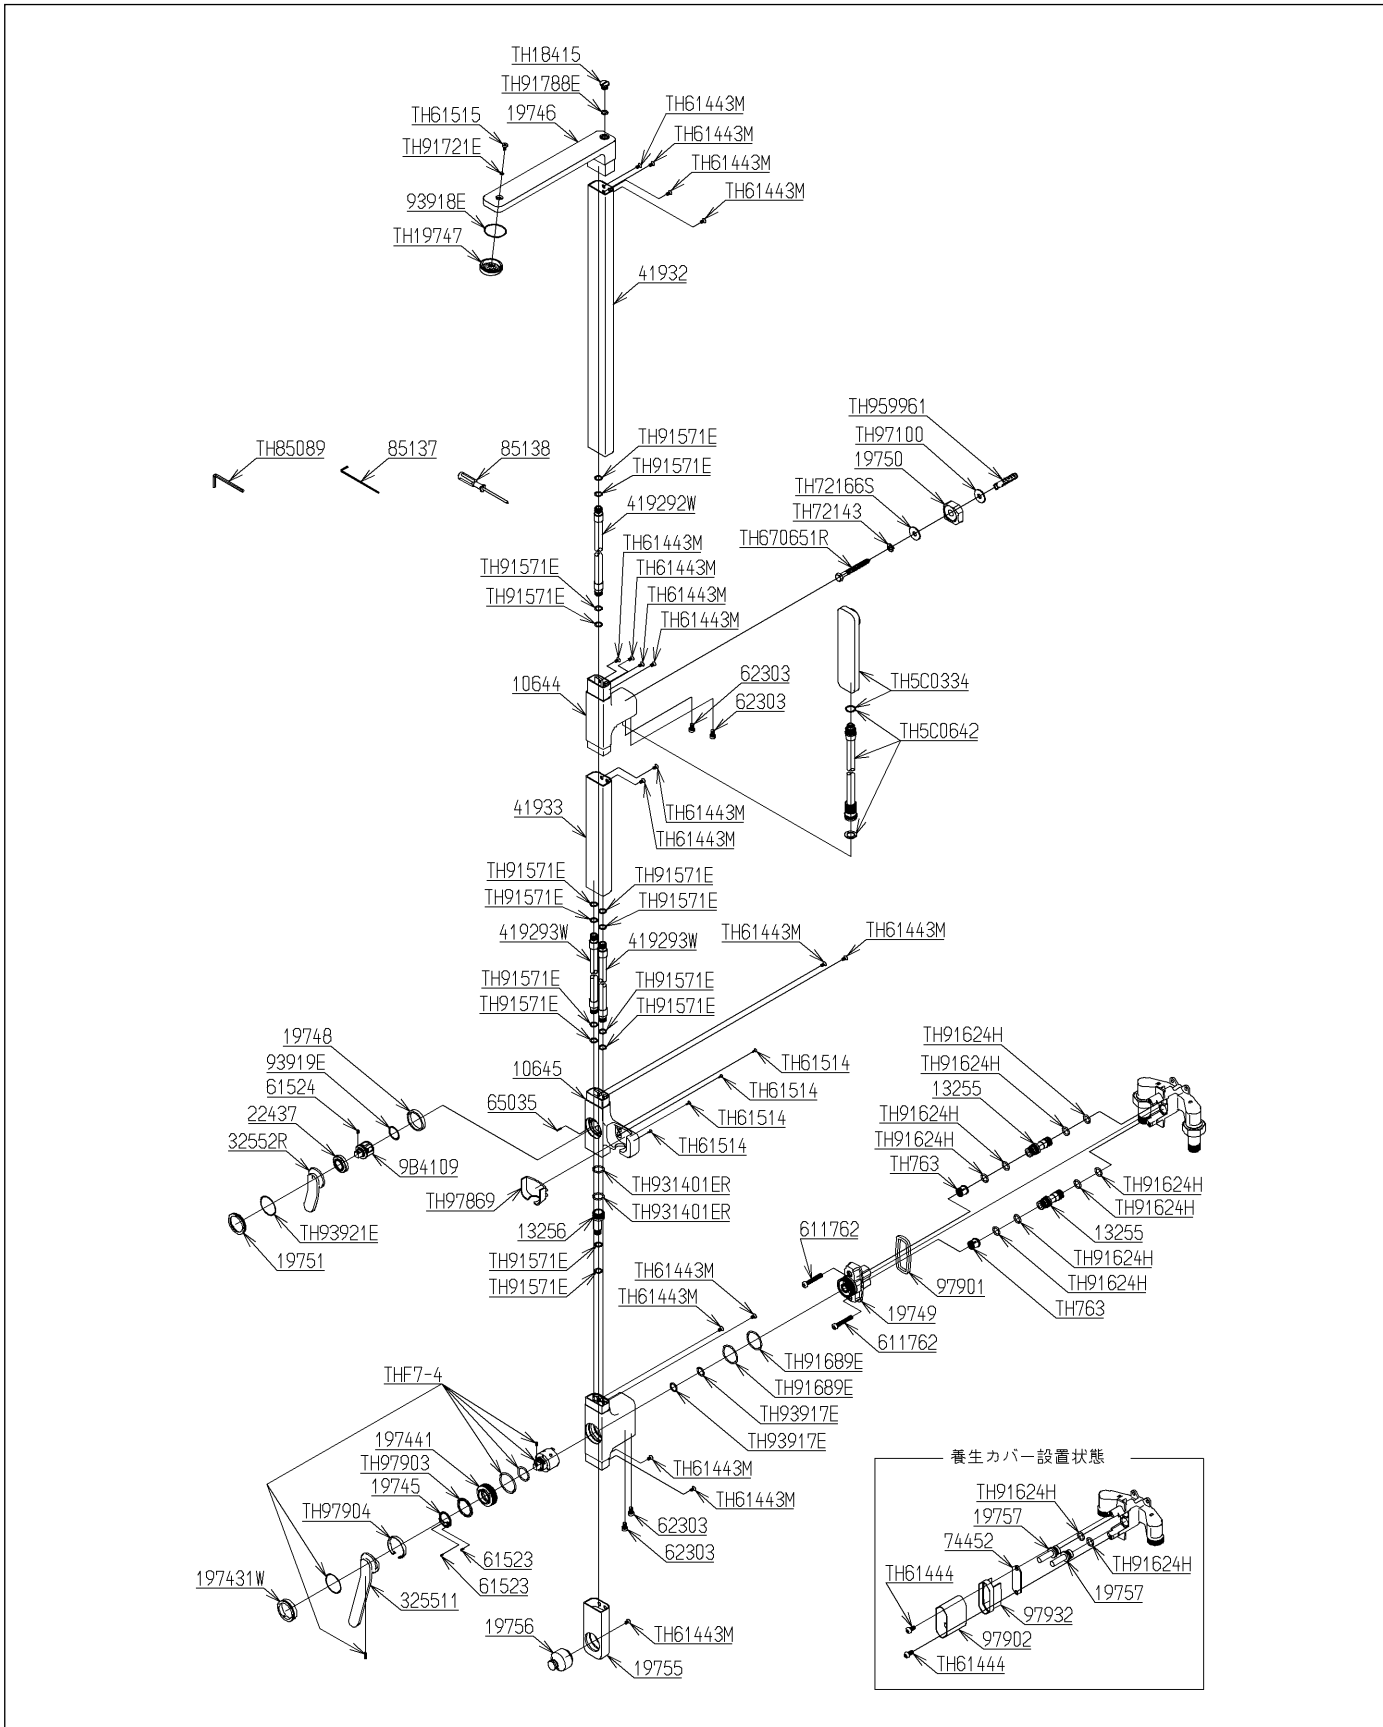 TH18415
TH91788E
19746
TH61515
TH91721E
93918E
TH19747
TH61443M
TH61443M
TH61443M
TH61443M
41932
TH85089
85137
85138
TH91571E
TH91571E
419292W
TH61443M
TH61443M
TH61443M
TH61443M
TH91571E
TH91571E
TH959961
TH97100
19750
TH72166S
TH72143
TH670651R
10644
62303
62303
TH5C0334
TH5C0642
41933
TH61443M
TH61443M
TH91571E
TH91571E
TH91571E
TH91571E
419293W
419293W
TH61443M
TH61443M
TH91571E
TH91571E
TH91571E
TH91571E
19748
93919E
61524
22437
32552R
9B4109
TH93921E
19751
10645
65035
TH61514
TH61514
TH61514
TH61514
TH97869
TH931401ER
TH931401ER
13256
TH91571E
TH91571E
TH91624H
TH91624H
13255
TH91624H
TH91624H
TH763
TH91624H
TH91624H
13255
TH91624H
TH91624H
TH763
611762
97901
19749
611762
TH61443M
TH61443M
TH91689E
TH91689E
TH93917E
TH93917E
THF7-4
197441
TH97903
19745
TH97904
61523
61523
197431W
325511
TH61443M
TH61443M
62303
62303
19756
TH61443M
19755
養生カバー設置状態
TH91624H
19757
74452
TH61444
TH91624H
19757
97932
97902
TH61444